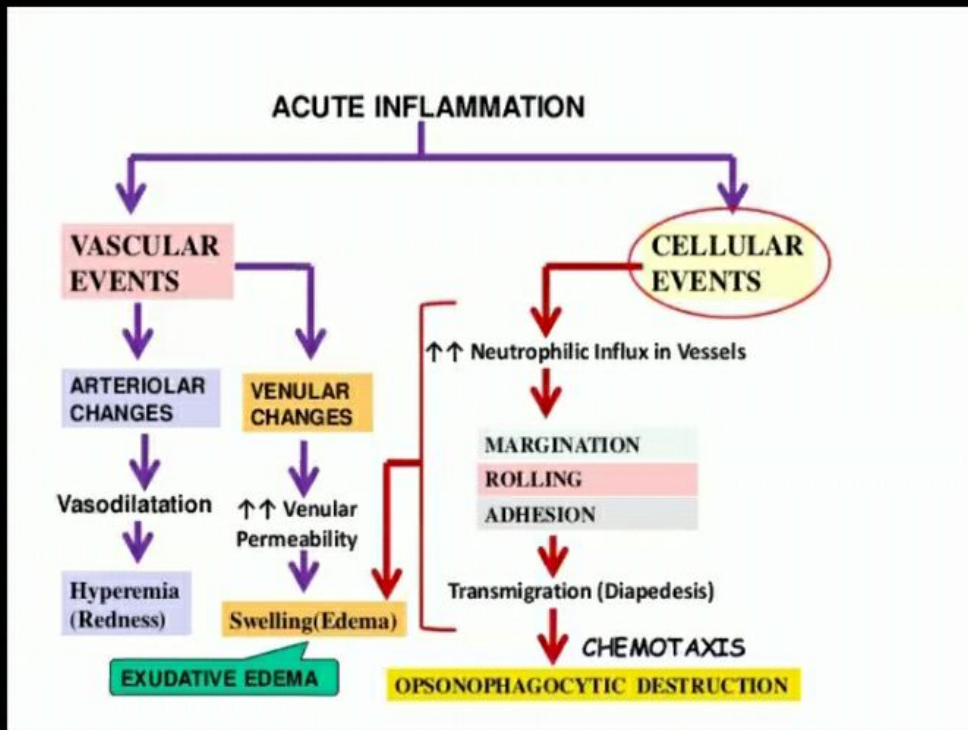 ACUTE INFLAMMATION
VASCULAR
EVENTS
ARTERIOLAR
CHANGES
Vasodilatation
Hyperemia
(Redness)
VENULAR
CHANGES
↑↑ Venular
Permeability
Swelling(Edema)
EXUDATIVE EDEMA
CELLULAR
EVENTS
↑↑ Neutrophilic Influx in Vessels
MARGINATION
ROLLING
ADHESION
Transmigration (Diapedesis)
CHEMOTAXIS
OPSONOPHAGOCYTIC DESTRUCTION